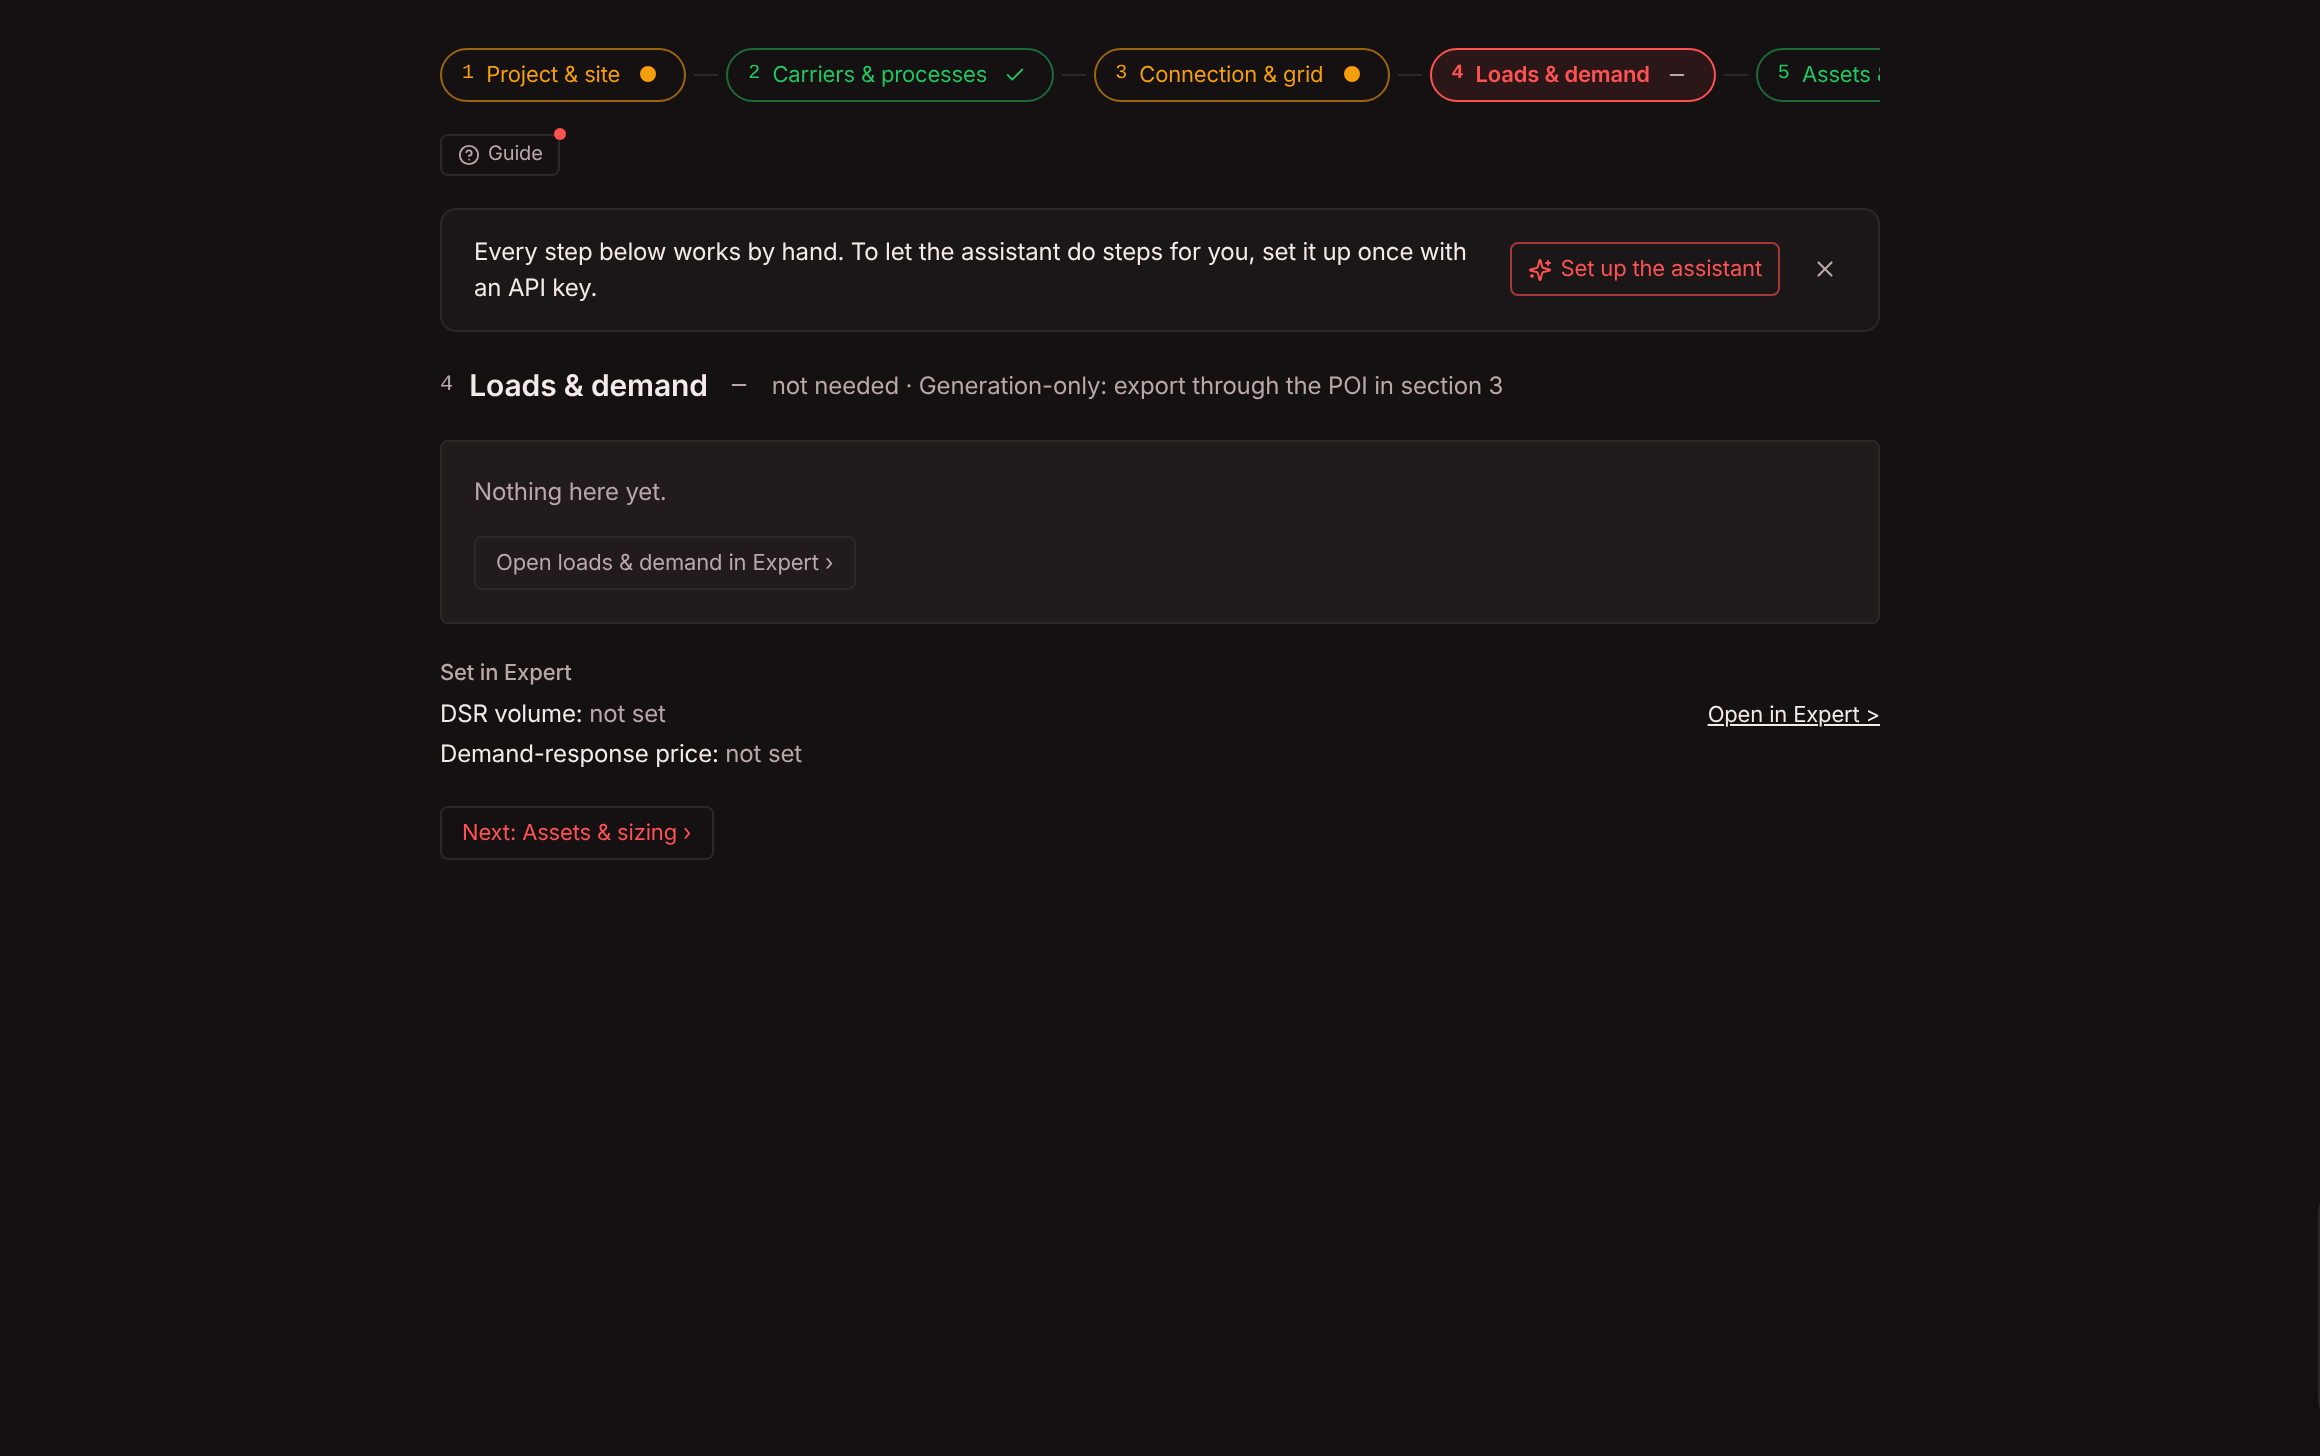 1 Project & site
2 Carriers & processes
3 Connection & grid
4 Loads & demand
5 Assets
Guide
Every step below works by hand. To let the assistant do steps for you, set it up once with
an API key.
Set up the assistant
4 Loads & demand – not needed · Generation-only: export through the POI in section 3
Nothing here yet.
Open loads & demand in Expert ›
Set in Expert
DSR volume: not set
Open in Expert >
Demand-response price: not set
Next: Assets & sizing ›